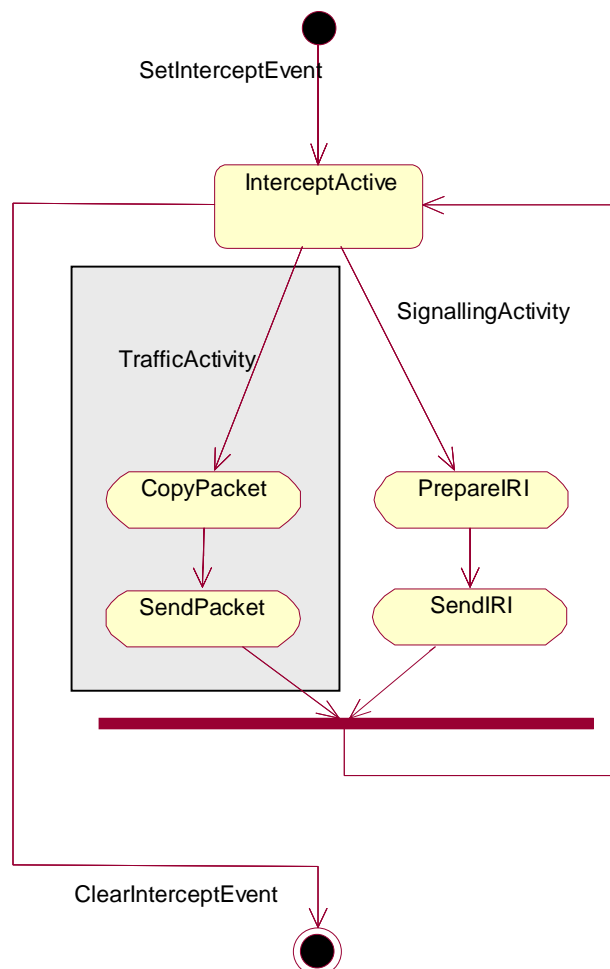 SetInterceptEvent
InterceptActive
SignallingActivity
TrafficActivity
CopyPacket
PrepareIRI
SendPacket
SendIRI
ClearInterceptEvent